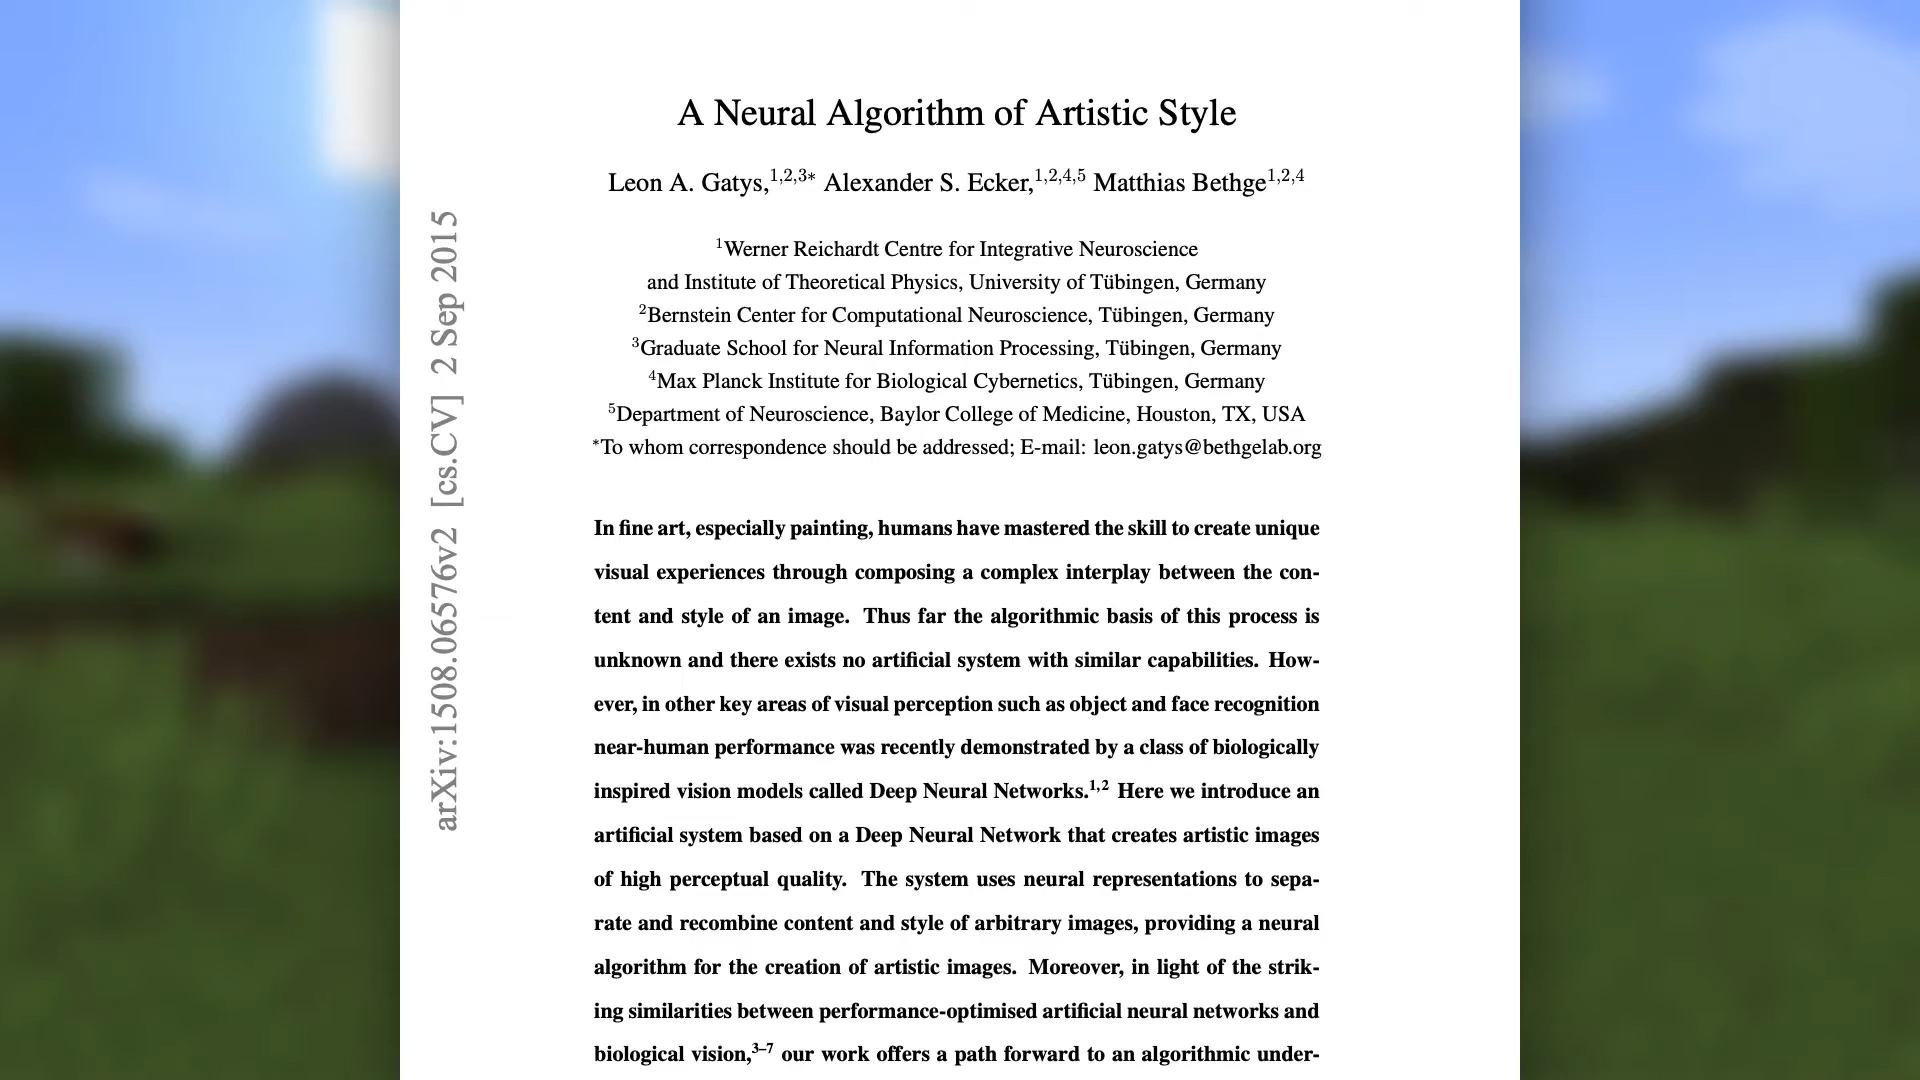 A Neural Algorithm of Artistic Style
Leon A. Gatys,1,2,3∗ Alexander S. Ecker,1,2,4,5 Matthias Bethge1,2,4
1Werner Reichardt Centre for Integrative Neuroscience
and Institute of Theoretical Physics, University of Tübingen, Germany
2Bernstein Center for Computational Neuroscience, Tübingen, Germany
3Graduate School for Neural Information Processing, Tübingen, Germany
4Max Planck Institute for Biological Cybernetics, Tübingen, Germany
5Department of Neuroscience, Baylor College of Medicine, Houston, TX, USA
∗To whom correspondence should be addressed; E-mail: leon.gatys@bethgelab.org
arXiv:1508.06576v2 [cs.CV] 2 Sep 2015
In fine art, especially painting, humans have mastered the skill to create unique
visual experiences through composing a complex interplay between the con-
tent and style of an image. Thus far the algorithmic basis of this process is
unknown and there exists no artificial system with similar capabilities. How-
ever, in other key areas of visual perception such as object and face recognition
near-human performance was recently demonstrated by a class of biologically
inspired vision models called Deep Neural Networks.1,2 Here we introduce an
artificial system based on a Deep Neural Network that creates artistic images
of high perceptual quality. The system uses neural representations to sepa-
rate and recombine content and style of arbitrary images, providing a neural
algorithm for the creation of artistic images. Moreover, in light of the strik-
ing similarities between performance-optimised artificial neural networks and
biological vision,3–7 our work offers a path forward to an algorithmic under-